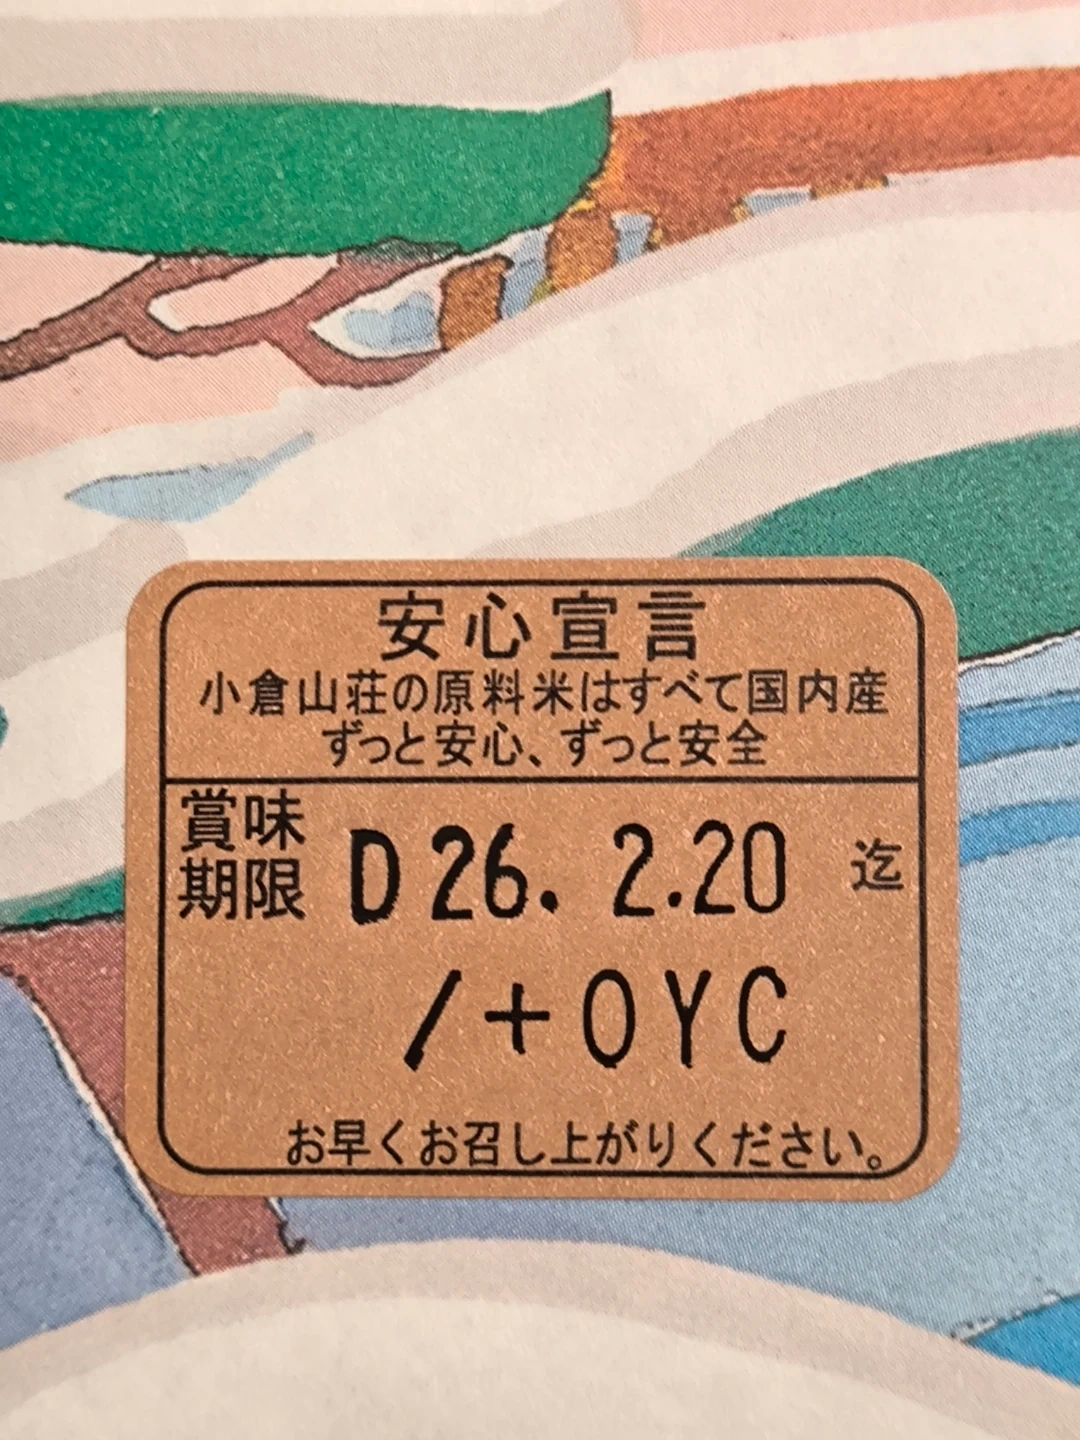 安心宣言
小倉山荘の原料米はすべて国内産
ずっと安心、ずっと安全
賞味期限 D 26. 2.20 迄
/+OYC
お早くお召し上がりください。